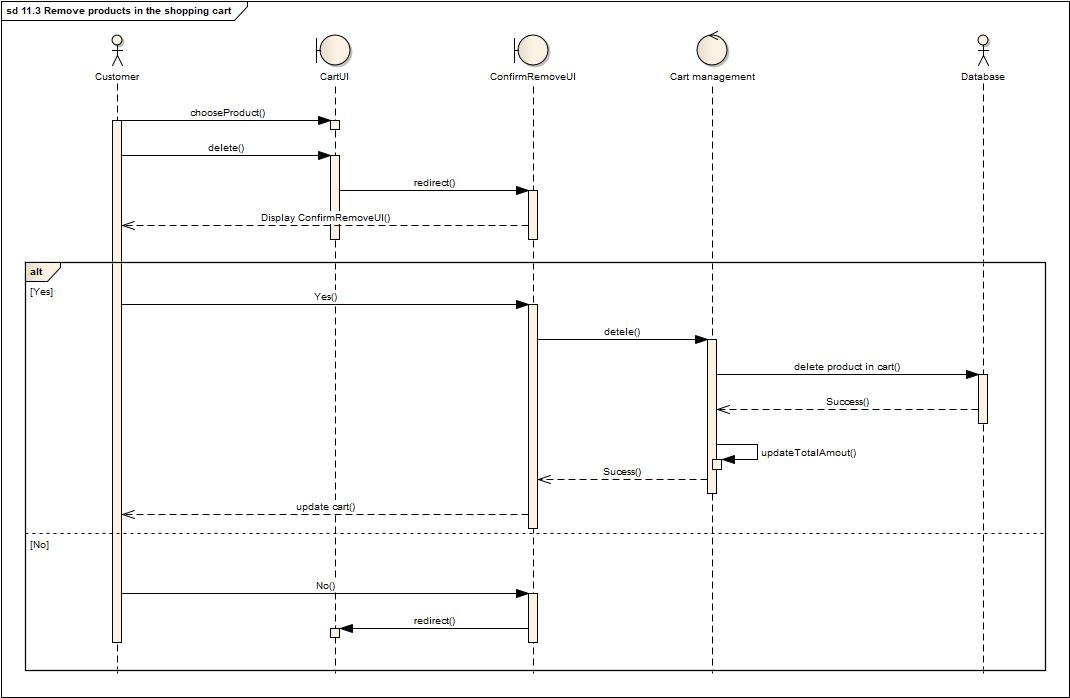 sd 11.3 Remove products in the shopping cart
Customer
CartUI
ConfirmRemoveUI
Cart management
Database
chooseProduct()
delete()
redirect()
Display ConfirmRemoveUI()
alt
[Yes]
Yes()
detele()
delete product in cart()
Success()
updateTotalAmout()
Sucess()
update cart()
[No]
No()
redirect()